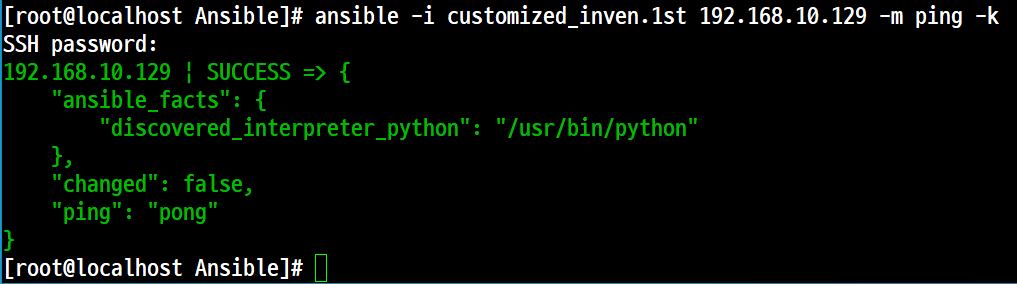 [root@localhost Ansible]# ansible -i customized_inven.1st 192.168.10.129 -m ping -k
SSH password:
192.168.10.129 | SUCCESS => {
    "ansible_facts": {
        "discovered_interpreter_python": "/usr/bin/python"
    },
    "changed": false,
    "ping": "pong"
}
[root@localhost Ansible]#